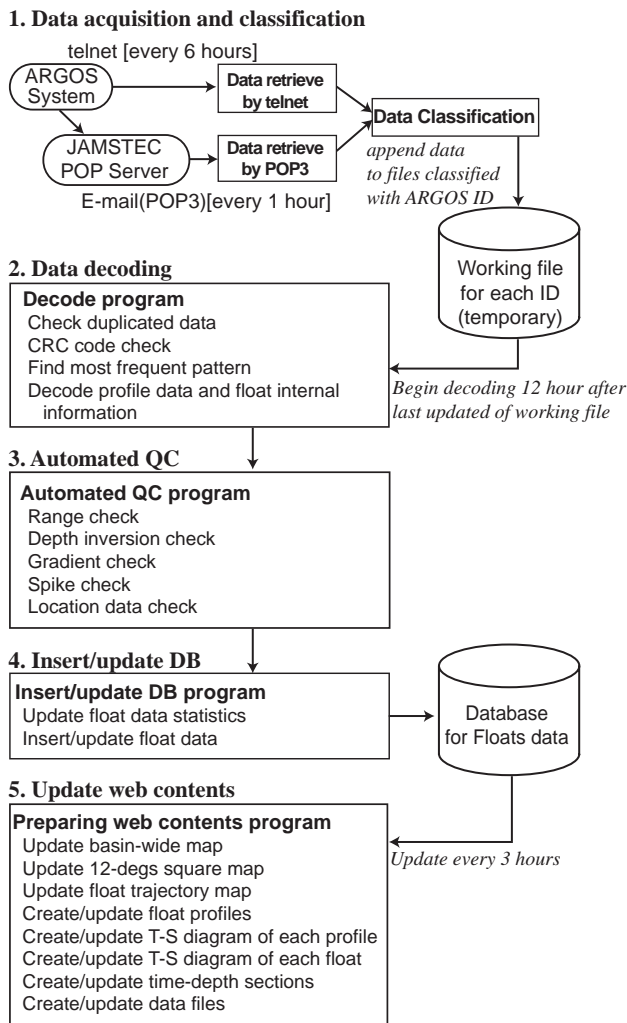 1. Data acquisition and classification
telnet [every 6 hours]
ARGOS
System
Data retrieve
by telnet
Data Classification
JAMSTEC
POP Server
Data retrieve
by POP3
E-mail(POP3)[every 1 hour]
append data
to files classified
with ARGOS ID
Working file
for each ID
(temporary)
2. Data decoding
Decode program
Check duplicated data
CRC code check
Find most frequent pattern
Decode profile data and float internal
information
Begin decoding 12 hour after
last updated of working file
3. Automated QC
Automated QC program
Range check
Depth inversion check
Gradient check
Spike check
Location data check
4. Insert/update DB
Insert/update DB program
Update float data statistics
Insert/update float data
Database
for Floats data
5. Update web contents
Preparing web contents program
Update basin-wide map
Update 12-degs square map
Update float trajectory map
Create/update float profiles
Create/update T-S diagram of each profile
Create/update T-S diagram of each float
Create/update time-depth sections
Create/update data files
Update every 3 hours